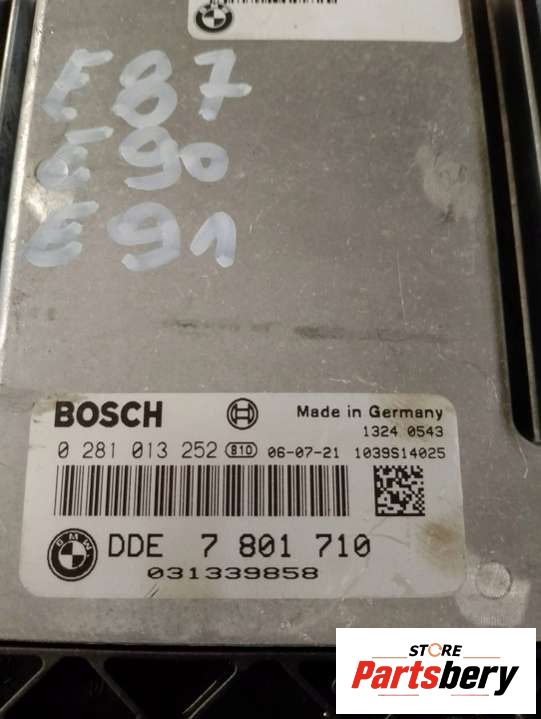 E87
E90
E91
BOSCH Made in Germany
1324 0543
0 281 013 252 810 06-07-21 1039S14025
BMW DDE 7 801 710
031339858
STORE
Partsbery